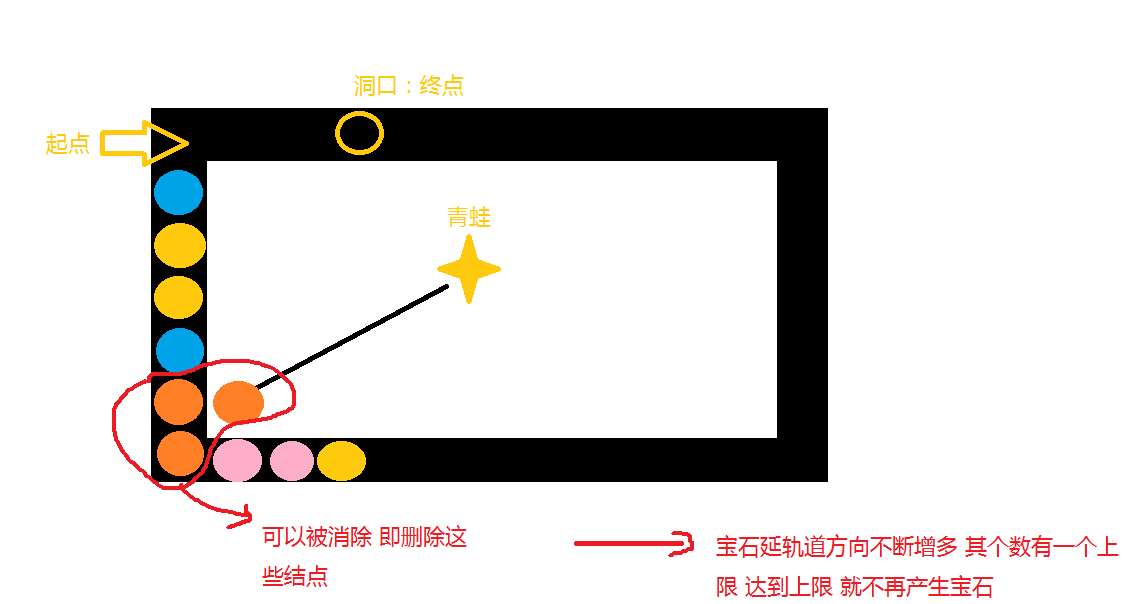 洞口：终点
起点
青蛙
可以被消除 即删除这
些结点
宝石延轨道方向不断增多 其个数有一个上
限 达到上限 就不再产生宝石